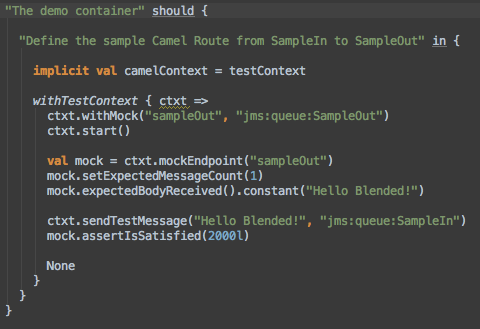 "The demo container" should {
"Define the sample Camel Route from SampleIn to SampleOut" in {
implicit val camelContext = testContext
withTestContext { ctxt =>
ctxt.withMock("sampleOut", "jms:queue:SampleOut")
ctxt.start()
val mock = ctxt.mockEndpoint("sampleOut")
mock.setExpectedMessageCount(1)
mock.expectedBodyReceived().constant("Hello Blended!")
ctxt.sendTestMessage("Hello Blended!", "jms:queue:SampleIn")
mock.assertIsSatisfied(2000l)
None
}
}
}